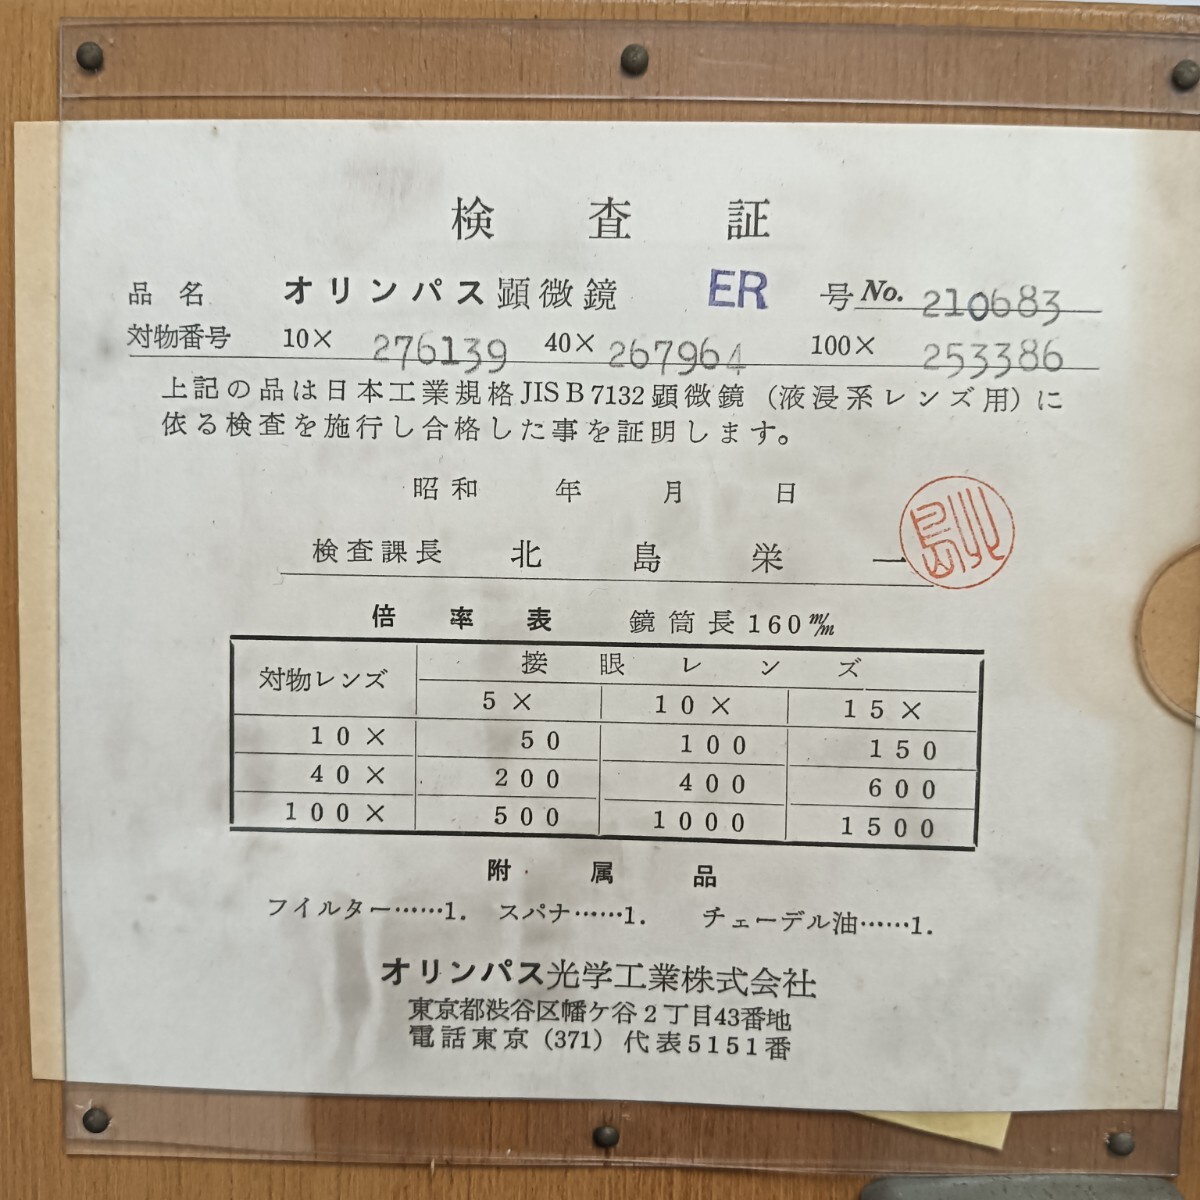 検査証
品名 オリンパス顕微鏡 ER 号 No. 210683
対物番号 10× 276139 40× 267964 100× 253386
上記の品は日本工業規格JIS B 7132顕微鏡(液浸系レンズ用)に
依る検査を施行し合格した事を証明します。
昭和 年 月 日
検査課長 北島栄一
北島
倍率表 鏡筒長160m/m
対物レンズ 接眼レンズ
5× 10× 15×
10× 50 100 150
40× 200 400 600
100× 500 1000 1500
附属品
フイルター……1. スパナ……1. チェーデル油……1.
オリンパス光学工業株式会社
東京都渋谷区幡ケ谷2丁目43番地
電話東京(371)代表5151番